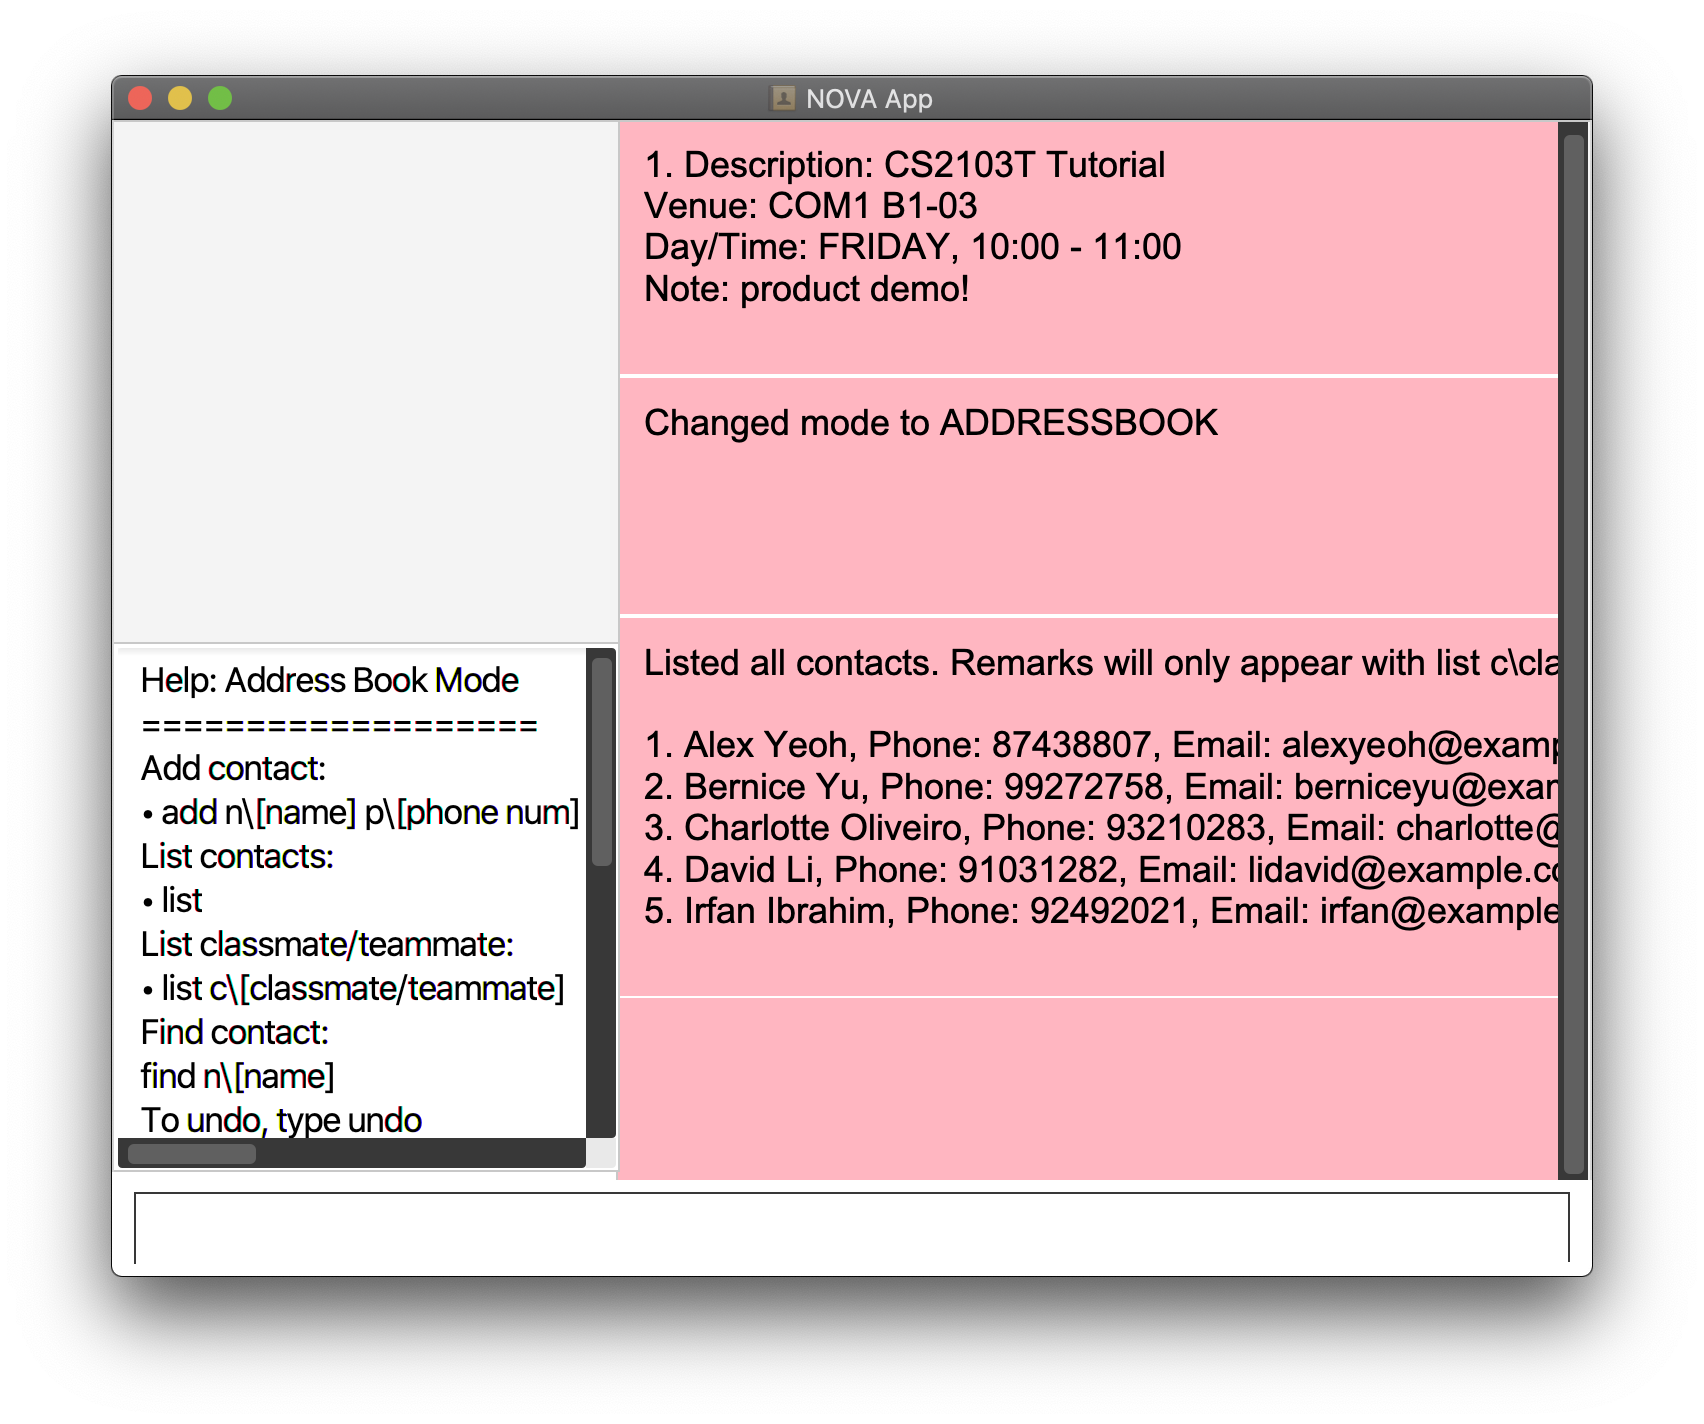 NOVA App
1. Description: CS2103T Tutorial
Venue: COM1 B1-03
Day/Time: FRIDAY, 10:00 - 11:00
Note: product demo!
Changed mode to ADDRESSBOOK
Listed all contacts. Remarks will only appear with list c\cla
1. Alex Yeoh, Phone: 87438807, Email: alexyeoh@examp
2. Bernice Yu, Phone: 99272758, Email: berniceyu@exam
3. Charlotte Oliveiro, Phone: 93210283, Email: charlotte@
4. David Li, Phone: 91031282, Email: lidavid@example.co
5. Irfan Ibrahim, Phone: 92492021, Email: irfan@example
Help: Address Book Mode
===================
Add contact:
• add n\[name] p\[phone num]
List contacts:
• list
List classmate/teammate:
• list c\[classmate/teammate]
Find contact:
find n\[name]
To undo, type undo